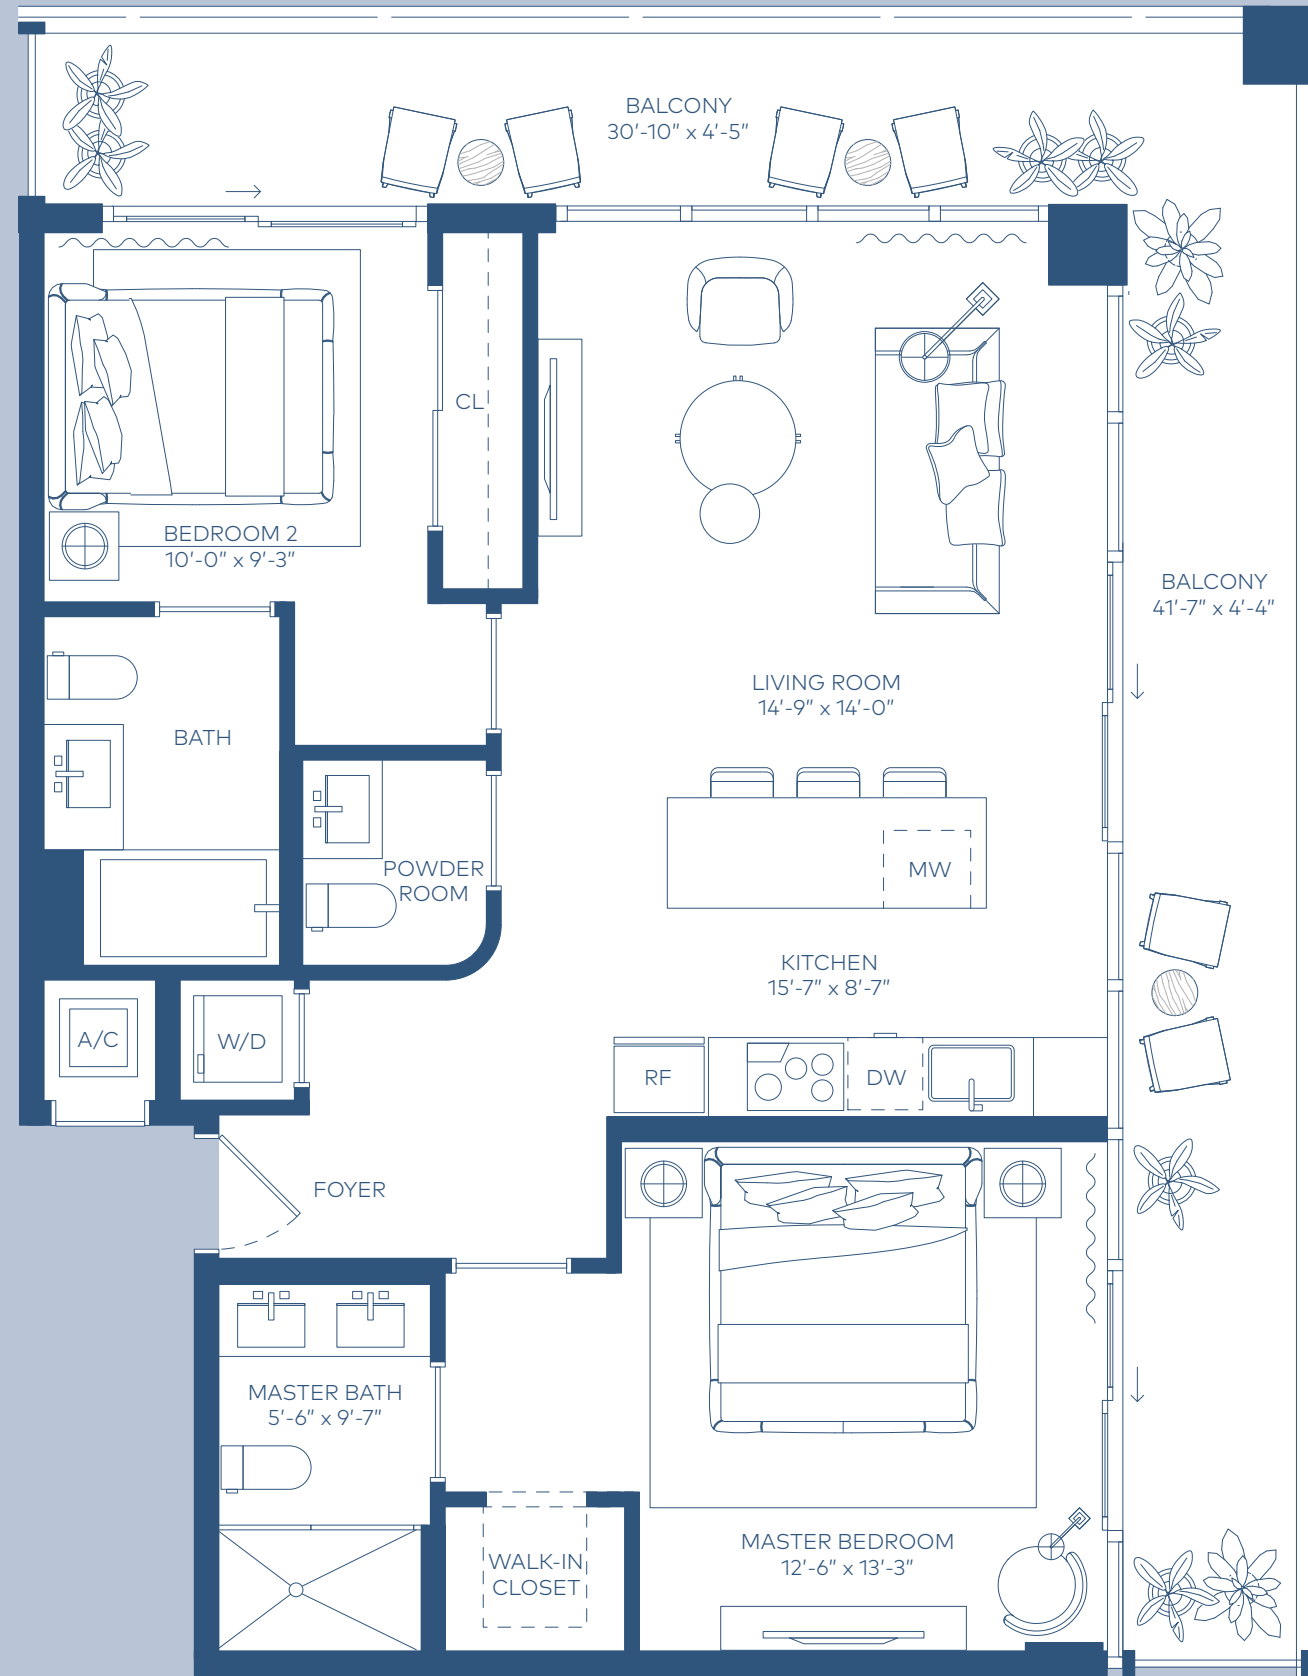 BALCONY
30'-10" x 4'-5"
CL
BEDROOM 2
10'-0" x 9'-3"
BALCONY
41'-7" x 4'-4"
LIVING ROOM
14'-9" x 14'-0"
BATH
POWDER
ROOM
MW
KITCHEN
15'-7" x 8'-7"
A/C
W/D
RF
DW
FOYER
MASTER BATH
5'-6" x 9'-7"
WALK-IN
CLOSET
MASTER BEDROOM
12'-6" x 13'-3"